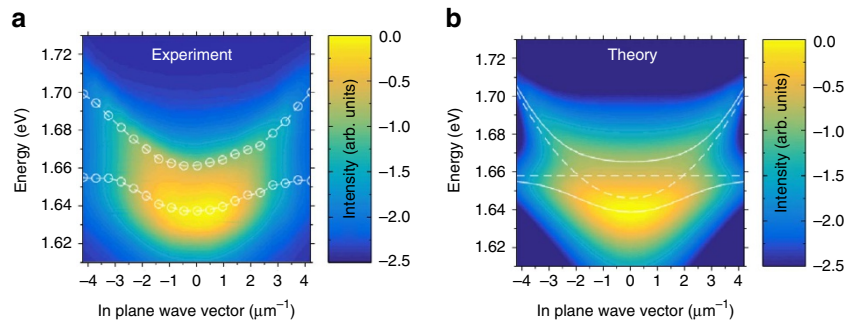 a
Experiment
1.72
1.70
1.68
1.66
1.64
1.62
Energy (eV)
–4 –3 –2 –1 0 1 2 3 4
In plane wave vector (μm⁻¹)
0.0
–0.5
–1.0
–1.5
–2.0
–2.5
Intensity (arb. units)
b
Theory
1.72
1.70
1.68
1.66
1.64
1.62
Energy (eV)
–4 –3 –2 –1 0 1 2 3 4
In plane wave vector (μm⁻¹)
0.0
–0.5
–1.0
–1.5
–2.0
–2.5
Intensity (arb. units)